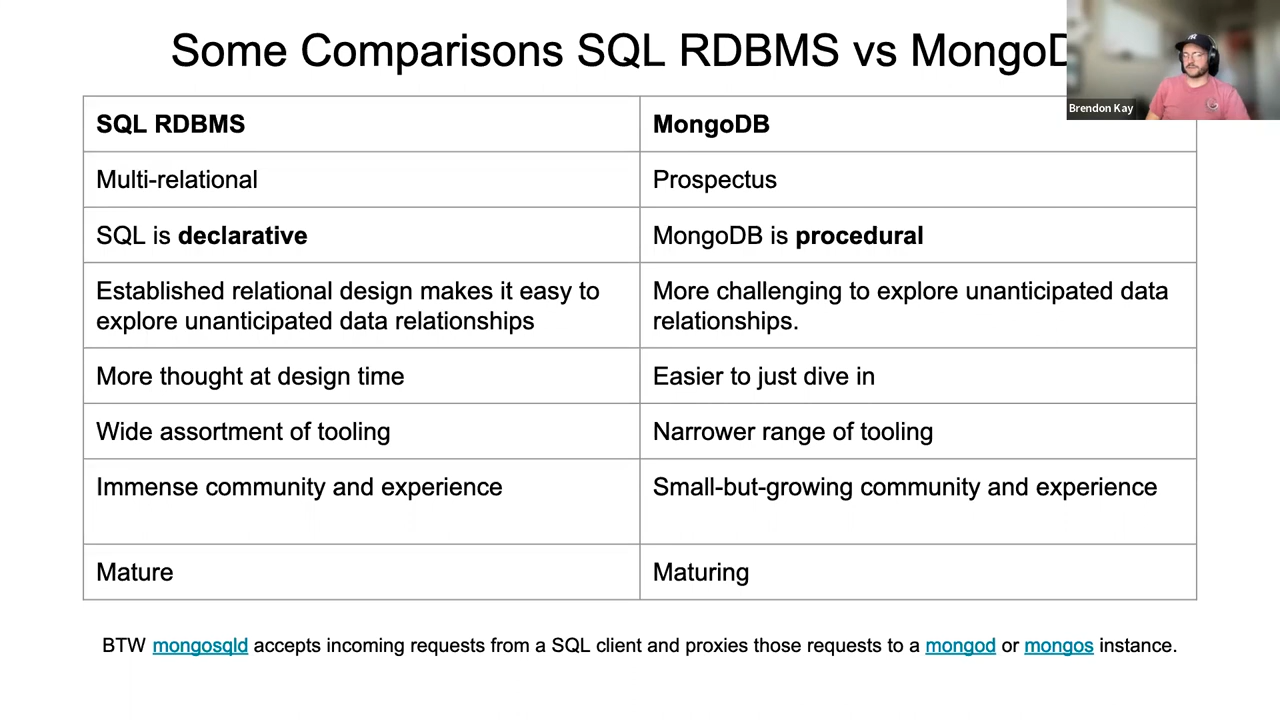 Some Comparisons SQL RDBMS vs Mongo
Brendon Kay
SQL RDBMS
MongoDB
Multi-relational
Prospectus
SQL is declarative
MongoDB is procedural
Established relational design makes it easy to
explore unanticipated data relationships
More challenging to explore unanticipated data
relationships.
More thought at design time
Easier to just dive in
Wide assortment of tooling
Narrower range of tooling
Immense community and experience
Small-but-growing community and experience
Mature
Maturing
BTW mongosqld accepts incoming requests from a SQL client and proxies those requests to a mongod or mongos instance.